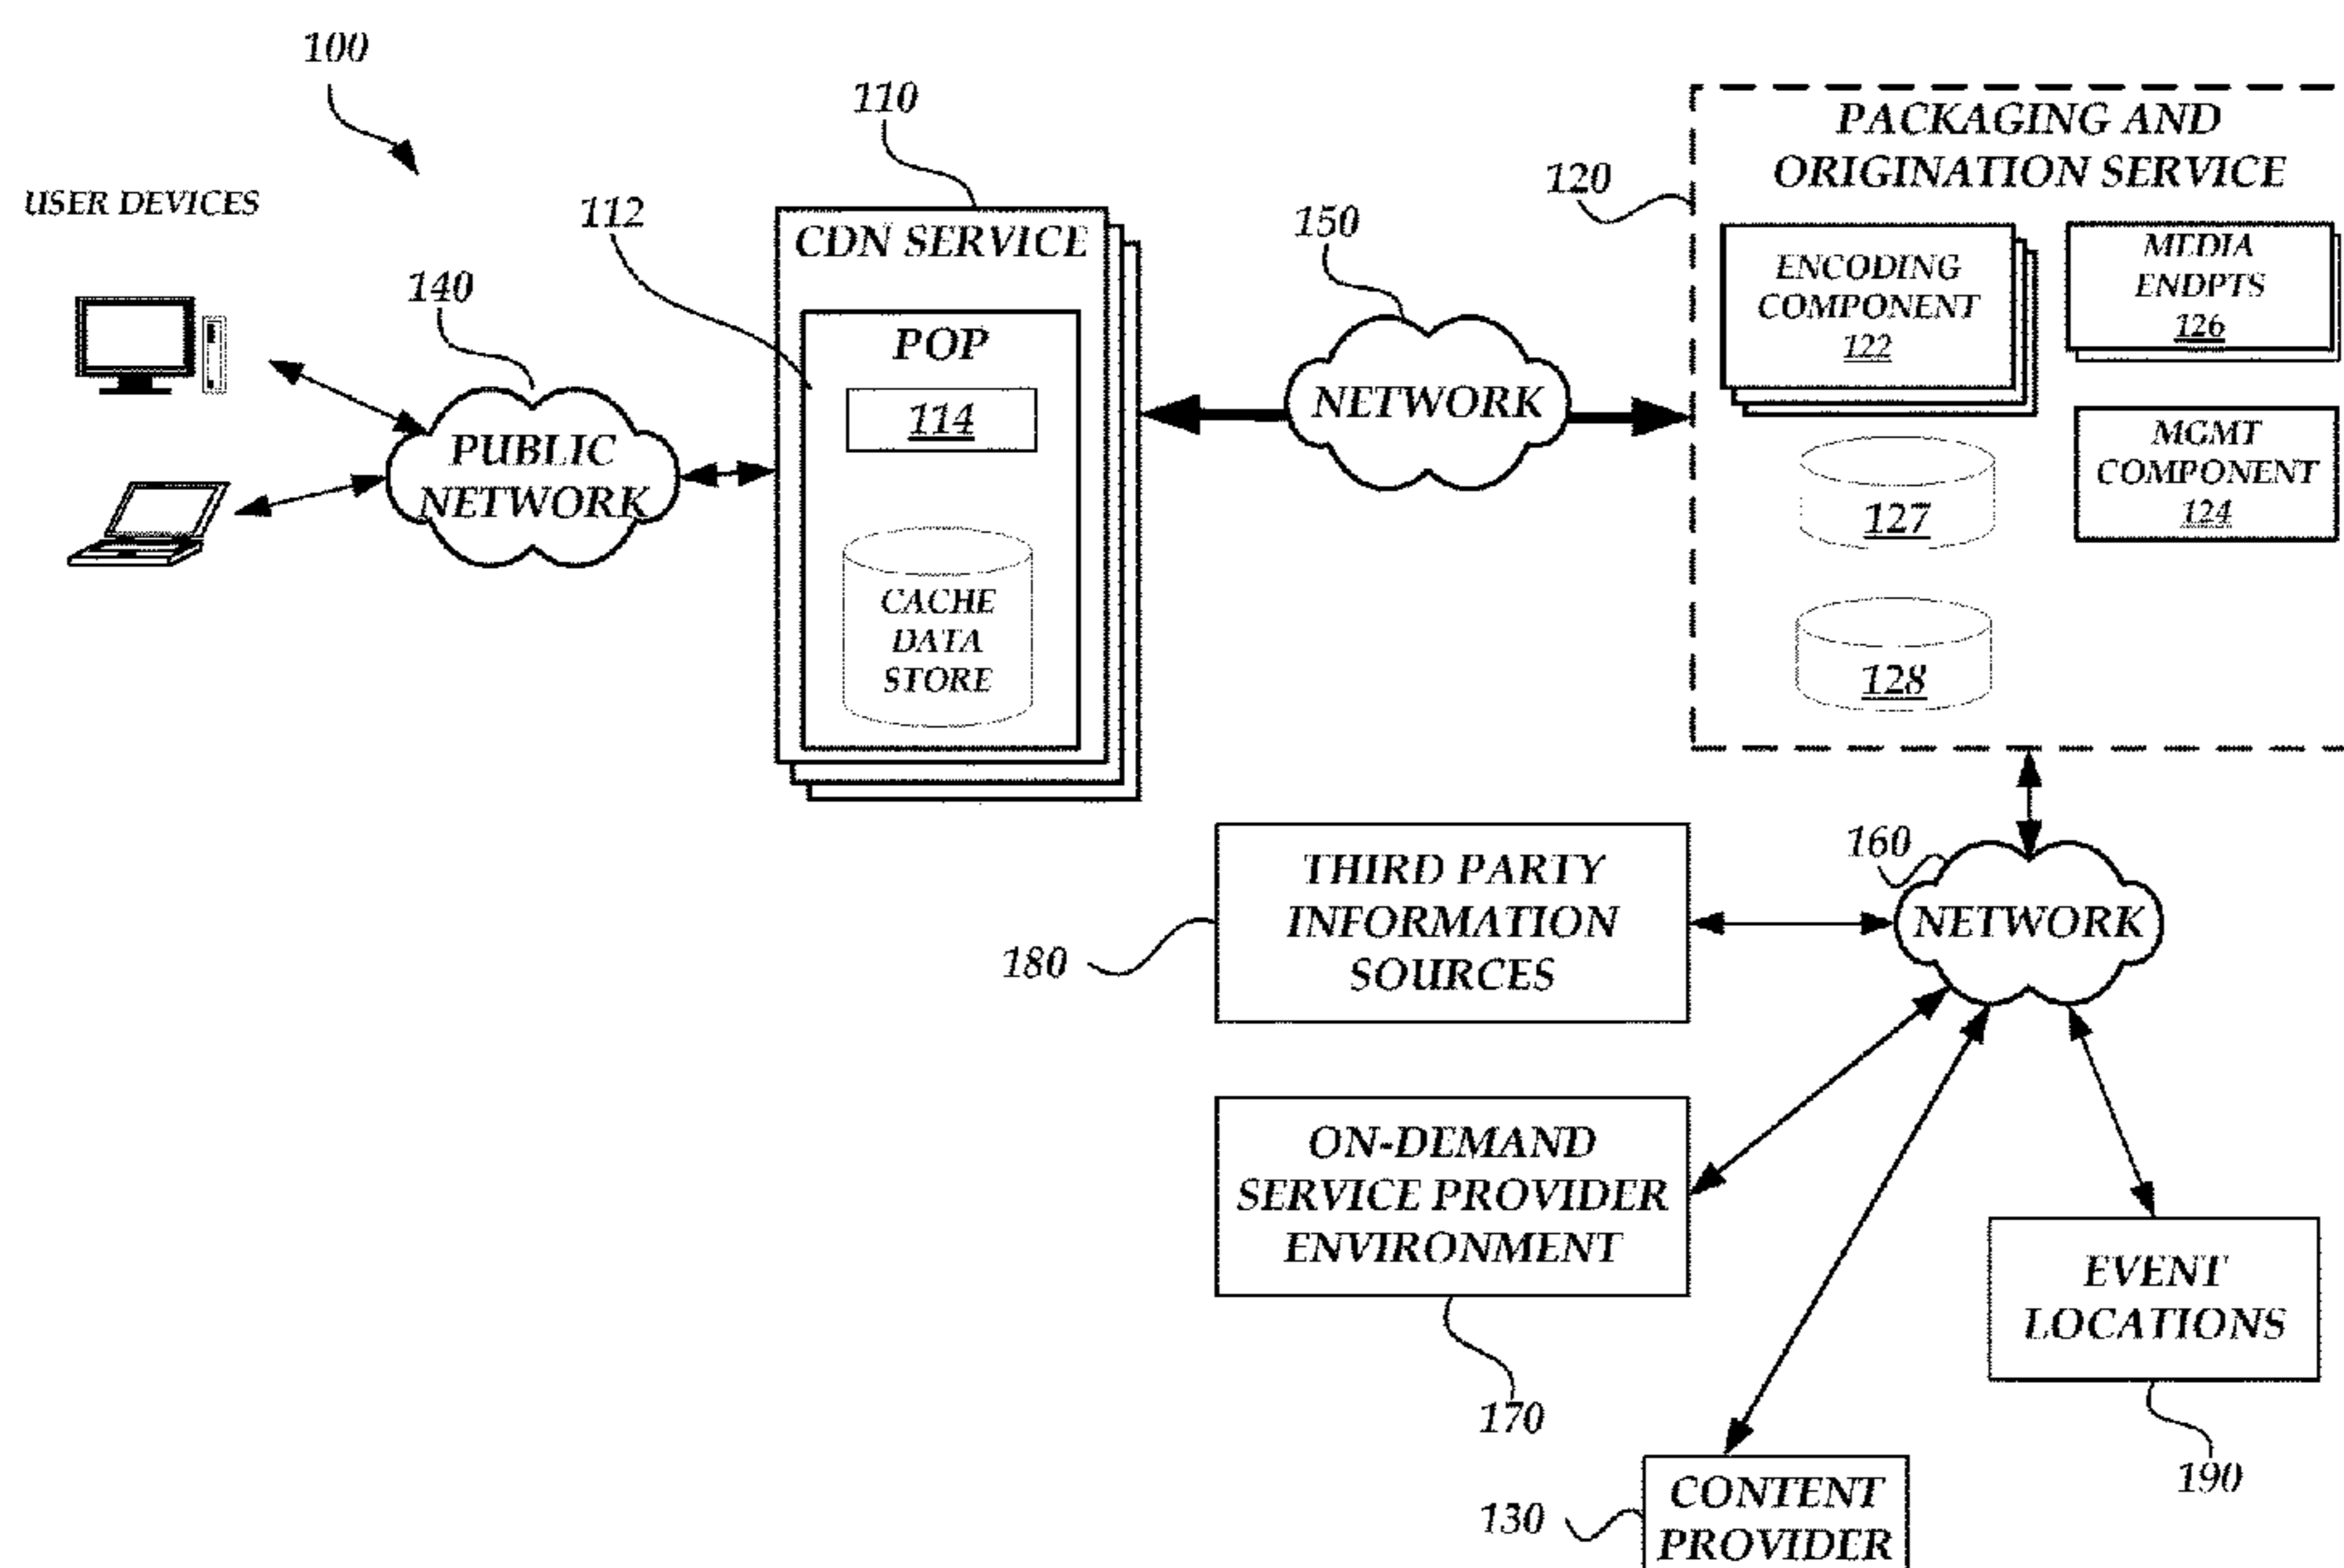 100
USER DEVICES
140
PUBLIC
NETWORK
110
112
CDN SERVICE
POP
114
CACHE
DATA
STORE
150
NETWORK
120
PACKAGING AND
ORIGINATION SERVICE
ENCODING
COMPONENT
122
MEDIA
ENDPTS
126
MGMT
COMPONENT
124
127
128
160
NETWORK
THIRD PARTY
INFORMATION
SOURCES
180
ON-DEMAND
SERVICE PROVIDER
ENVIRONMENT
170
EVENT
LOCATIONS
190
CONTENT
PROVIDER
130